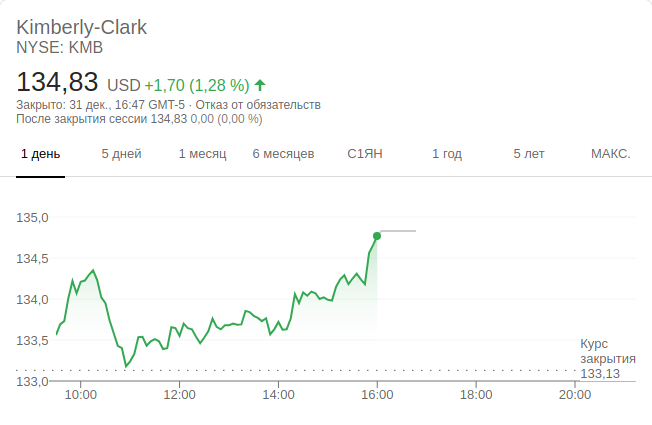 Kimberly-Clark
NYSE: KMB
134,83 USD +1,70 (1,28 %)
Закрыто: 31 дек., 16:47 GMT-5 · Отказ от обязательств
После закрытия сессии 134,83 0,00 (0,00 %)
1 день 5 дней 1 месяц 6 месяцев С1ЯН 1 год 5 лет МАКС.
135,0
134,5
134,0
133,5
133,0
Курс
закрытия
133,13
10:00 12:00 14:00 16:00 18:00 20:00